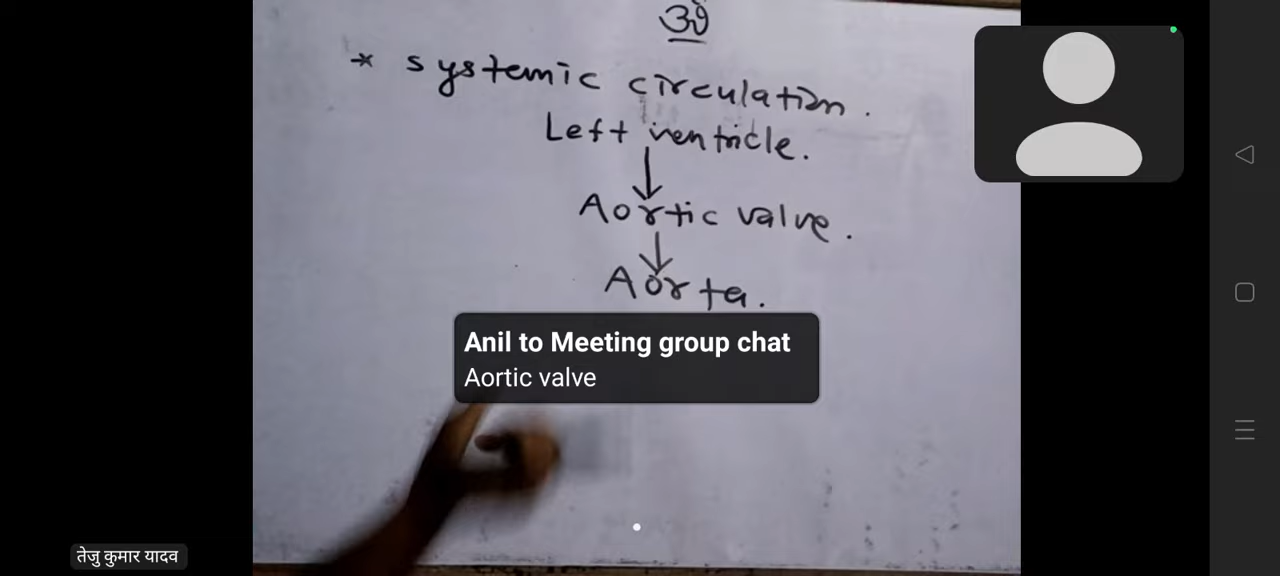 ॐ
* systemic circulation.
Left ventricle.
Aortic valve.
Aorta.
Anil to Meeting group chat
Aortic valve
तेजु कुमार यादव